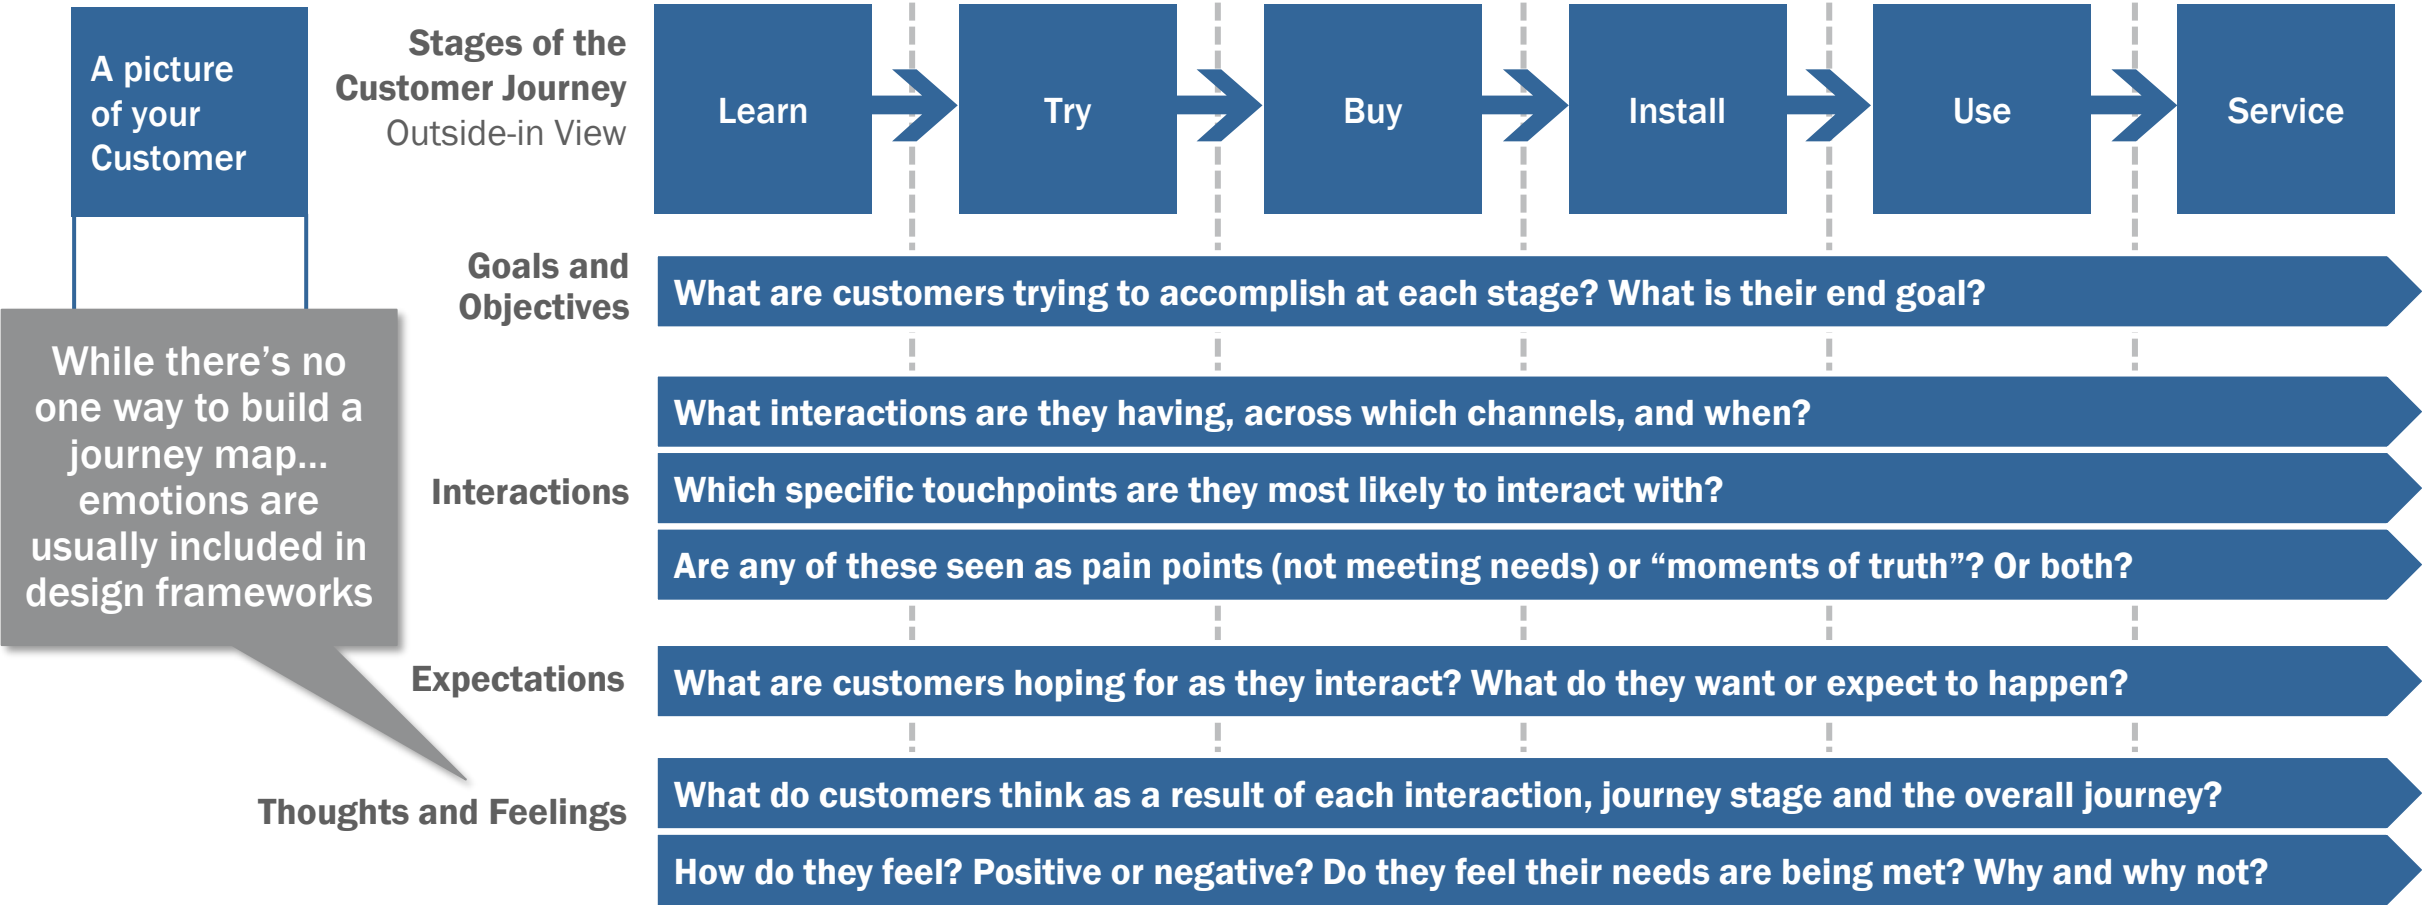 A picture
of your
Customer
Stages of the
Customer Journey
Outside-in View
Learn
Try
Buy
Install
Use
Service
Goals and
Objectives
What are customers trying to accomplish at each stage? What is their end goal?
While there’s no
one way to build a
journey map...
emotions are
usually included in
design frameworks
Interactions
What interactions are they having, across which channels, and when?
Which specific touchpoints are they most likely to interact with?
Are any of these seen as pain points (not meeting needs) or “moments of truth”? Or both?
Expectations
What are customers hoping for as they interact? What do they want or expect to happen?
Thoughts and Feelings
What do customers think as a result of each interaction, journey stage and the overall journey?
How do they feel? Positive or negative? Do they feel their needs are being met? Why and why not?